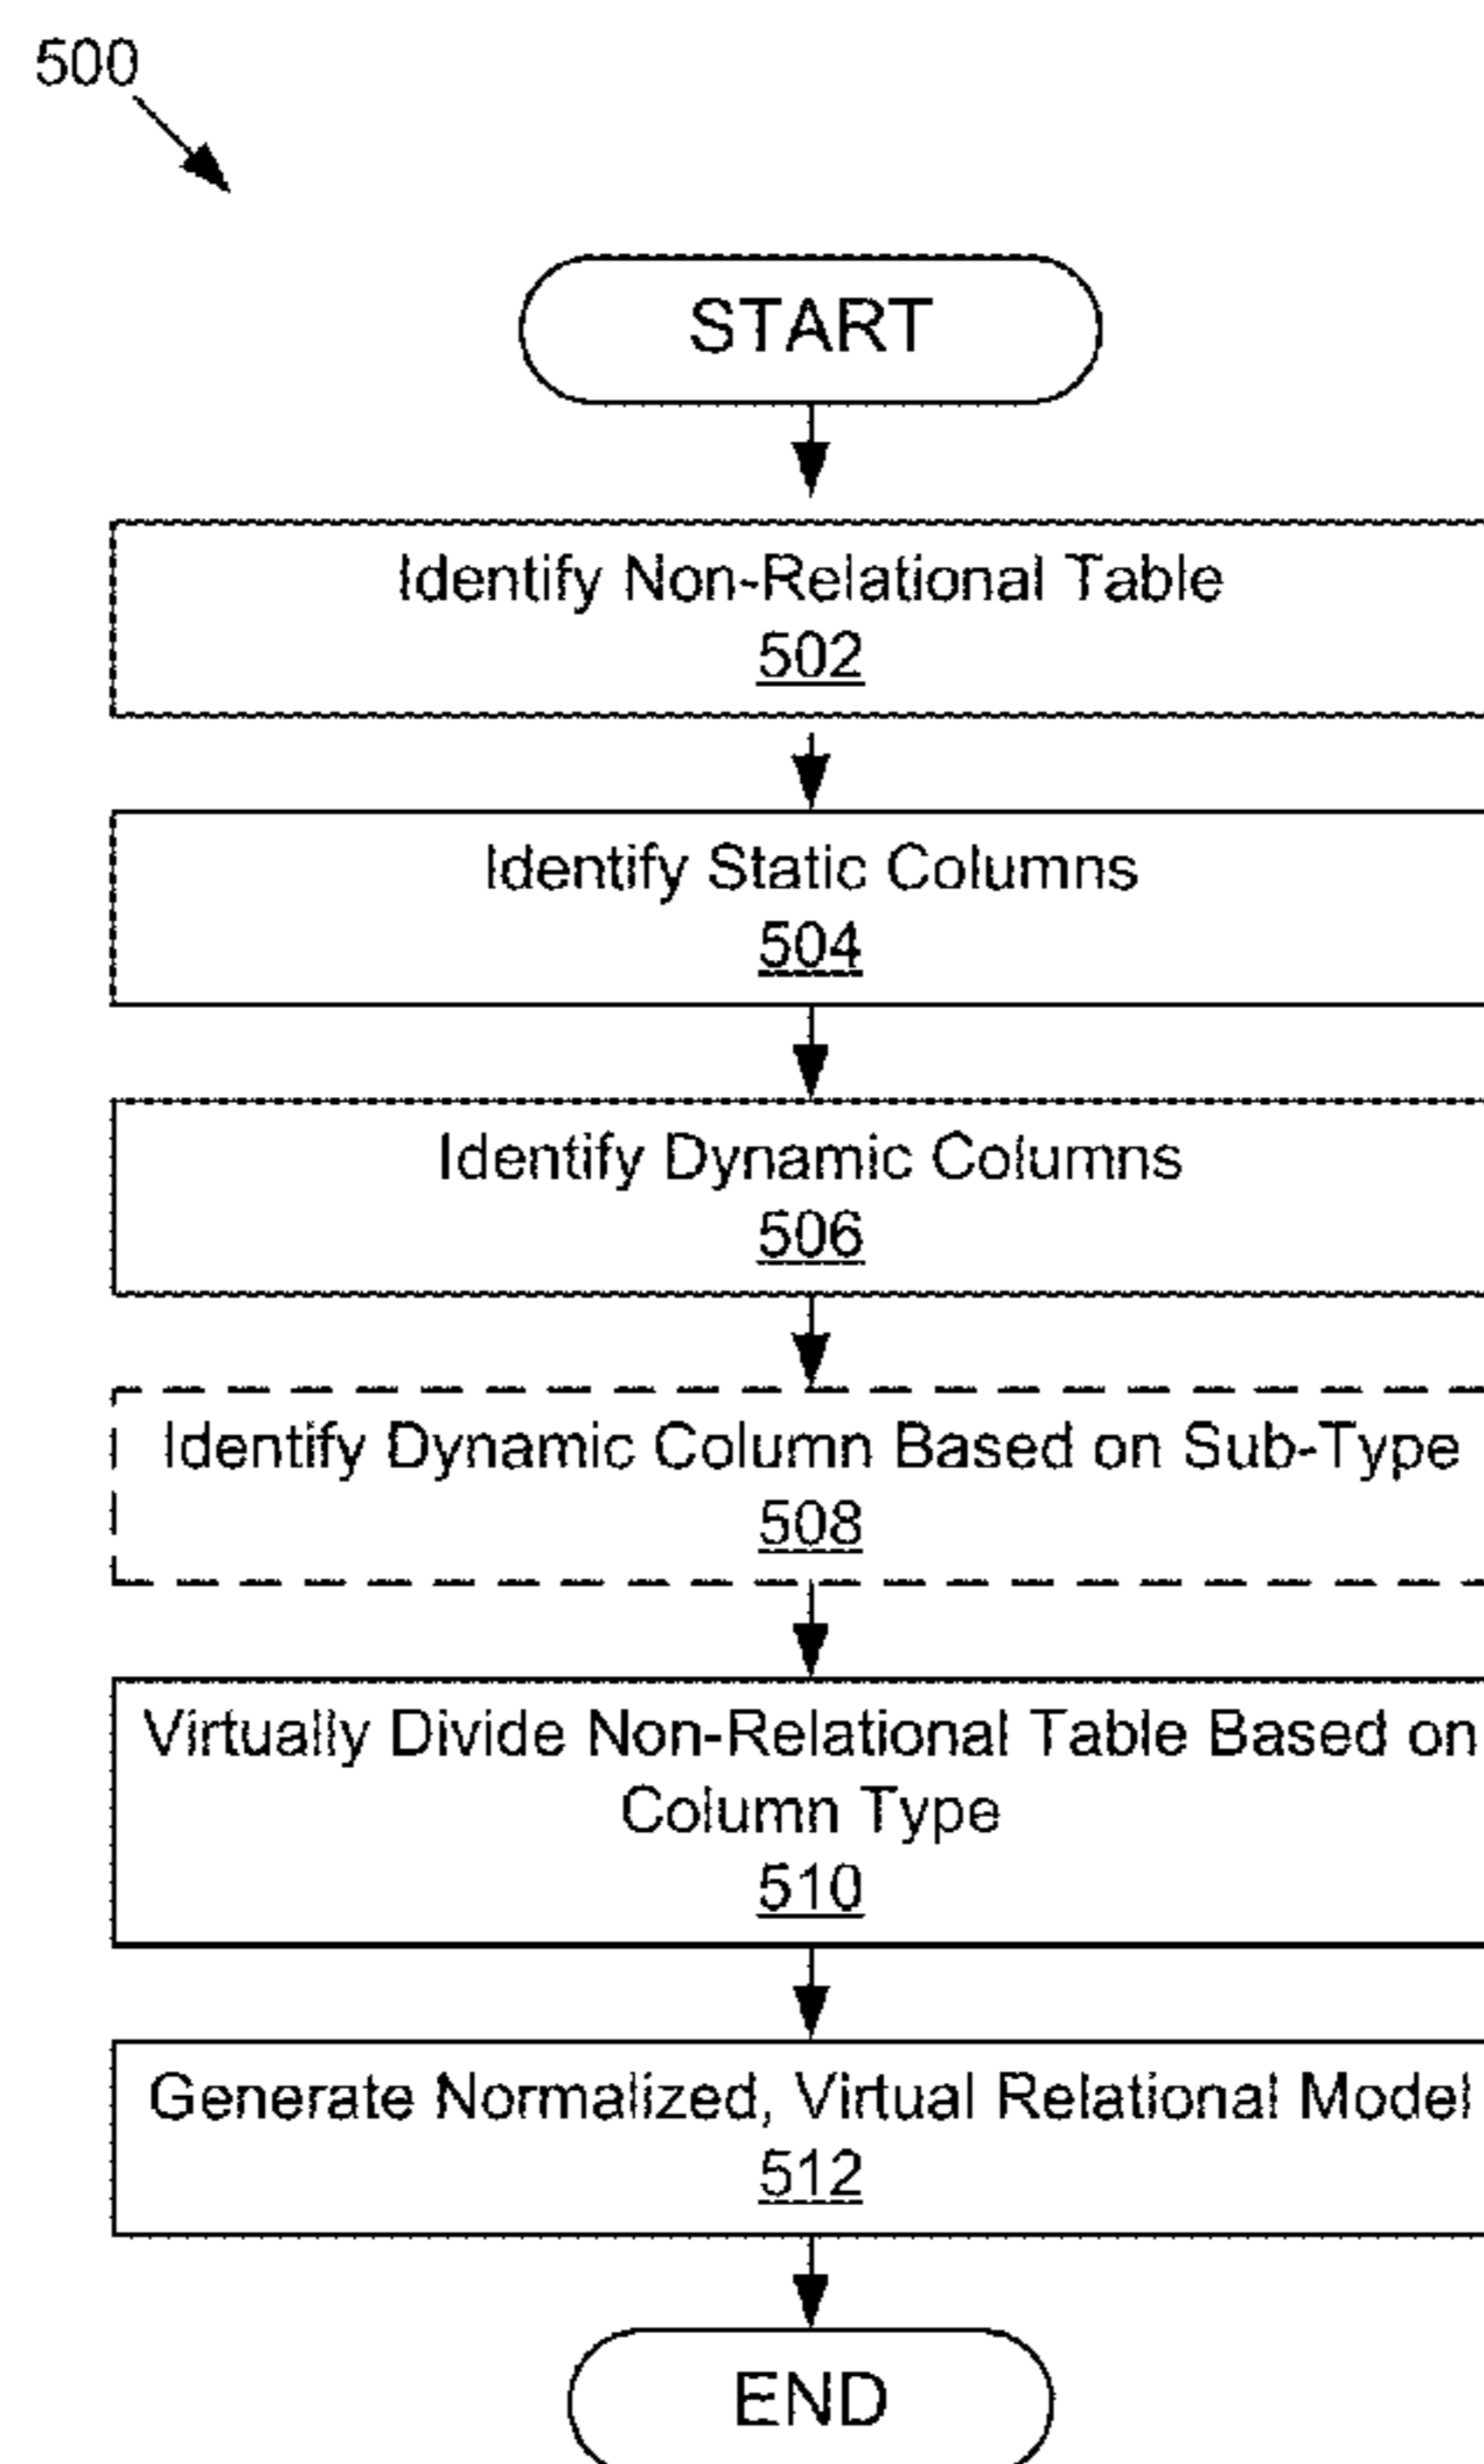 500
START
Identify Non-Relational Table
502
Identify Static Columns
504
Identify Dynamic Columns
506
Identify Dynamic Column Based on Sub-Type
508
Virtually Divide Non-Relational Table Based on
Column Type
510
Generate Normalized, Virtual Relational Model
512
END